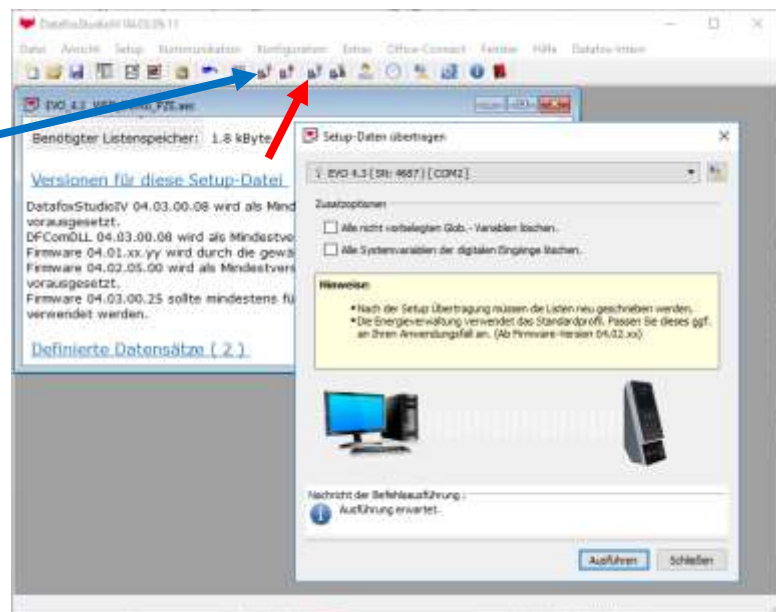 DatafoxStudioIV 04.03.09.11
Datei Ansicht Setup Kommunikation Konfiguration Extras Office-Connect Fenster Hilfe Datafox-Intern
Benötigter Listenspeicher: 1.8 kByte
Versionen für diese Setup-Datei
DatafoxStudioIV 04.03.00.08 wird als Mind
vorausgesetzt.
DFComDLL 04.03.00.08 wird als Mindestve
Firmware 04.01.xx.yy wird durch die gewä
Firmware 04.02.05.00 wird als Mindestvers
vorausgesetzt.
Firmware 04.03.00.25 sollte mindestens fü
verwendet werden.
Definierte Datensätze ( 2 )
Setup-Daten übertragen
EVO 4.3 [ SN: 4687 ] [ COM2 ]
Zusatzoptionen
Alle nicht vorbelegten Glob. - Variablen löschen.
Alle Systemvariablen der digitalen Eingänge löschen.
Hinweise:
•Nach der Setup Übertragung müssen die Listen neu geschrieben werden.
•Die Energieverwaltung verwendet das Standardprofil. Passen Sie dieses ggf.
an Ihren Anwendungsfall an. (Ab Firmware-Version 04.02.xx)
Nachricht der Befehlsausführung :
Ausführung erwartet.
Ausführen Schließen